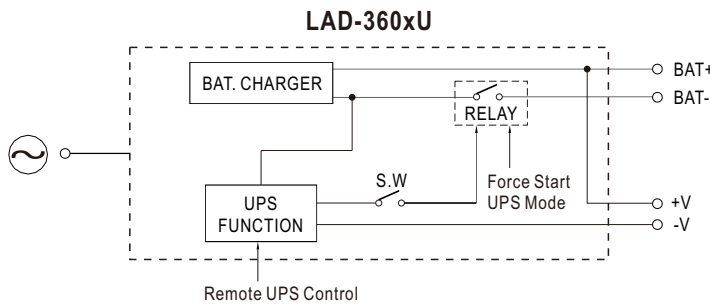 LAD-360xU
BAT. CHARGER
BAT+
BAT-
RELAY
S.W
Force Start
UPS Mode
UPS
FUNCTION
+V
-V
Remote UPS Control